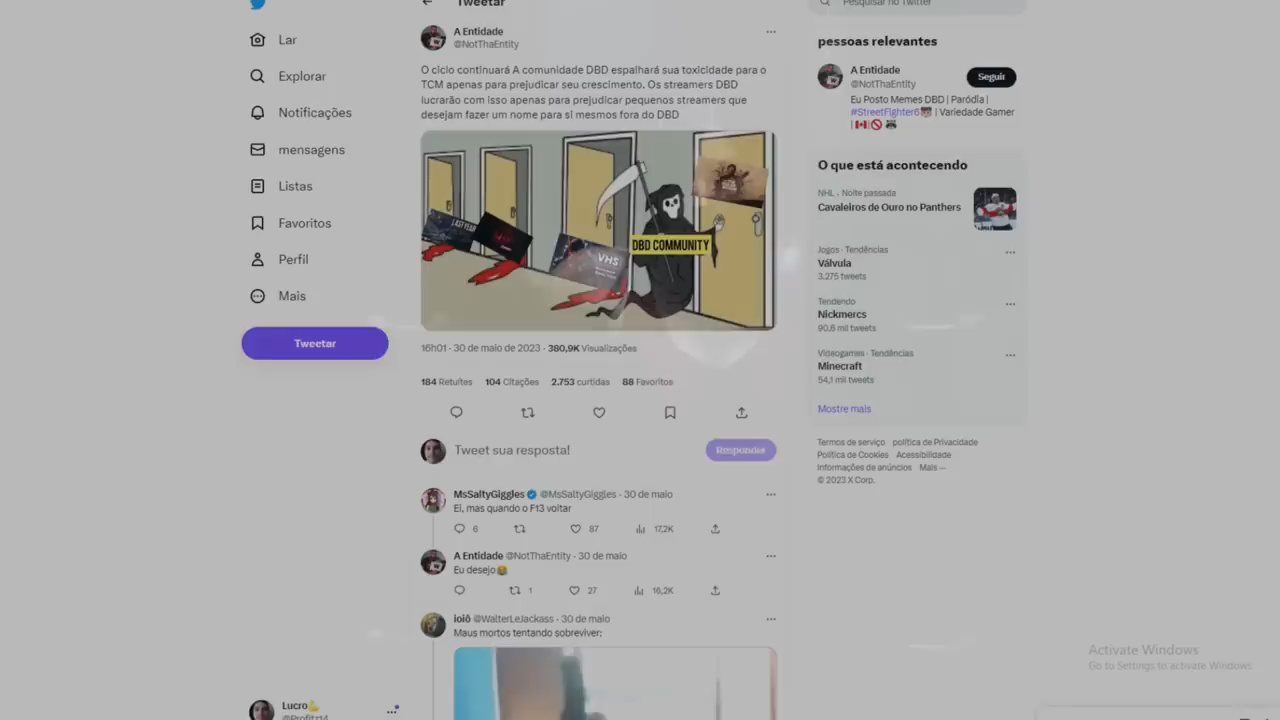 Tweetar
Pesquisar no Twitter
Lar
Explorar
Notificações
mensagens
Listas
Favoritos
Perfil
Mais
Tweetar
Lucro💪
@Profitz14
A Entidade
@NotThaEntity
O ciclo continuará A comunidade DBD espalhará sua toxicidade para o
TCM apenas para prejudicar seu crescimento. Os streamers DBD
lucrarão com isso apenas para prejudicar pequenos streamers que
desejam fazer um nome para si mesmos fora do DBD
LAST YEAR
VHS
DBD COMMUNITY
16h01 · 30 de maio de 2023 · 380,9K Visualizações
184 Retuítes 104 Citações 2.753 curtidas 88 Favoritos
Tweet sua resposta!
Responder
MsSaltyGiggles @MsSaltyGiggles · 30 de maio
Ei, mas quando o F13 voltar
6 87 17,2K
A Entidade @NotThaEntity · 30 de maio
Eu desejo😂
1 27 16,2K
ioiô @WalterLeJackass · 30 de maio
Maus mortos tentando sobreviver:
pessoas relevantes
A Entidade
@NotThaEntity
Seguir
Eu Posto Memes DBD | Paródia |
#StreetFighter6 | Variedade Gamer
| 🇨🇦🚫
O que está acontecendo
NHL · Noite passada
Cavaleiros de Ouro no Panthers
Jogos · Tendências
Válvula
3.275 tweets
Tendendo
Nickmercs
90,6 mil tweets
Videogames · Tendências
Minecraft
54,1 mil tweets
Mostre mais
Termos de serviço política de Privacidade
Política de Cookies Acessibilidade
Informações de anúncios Mais ···
© 2023 X Corp.
Activate Windows
Go to Settings to activate Windows.